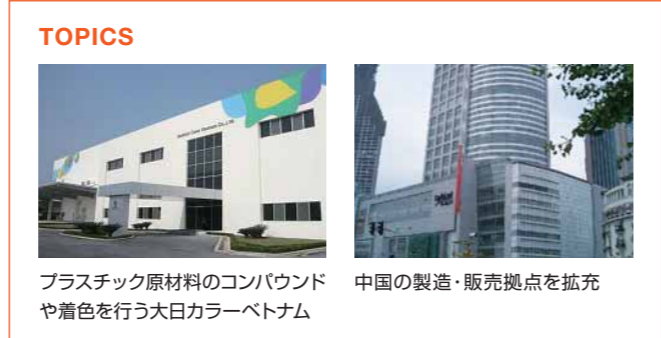 TOPICS
プラスチック原材料のコンパウンド
や着色を行う大日カラーベトナム
中国の製造・販売拠点を拡充